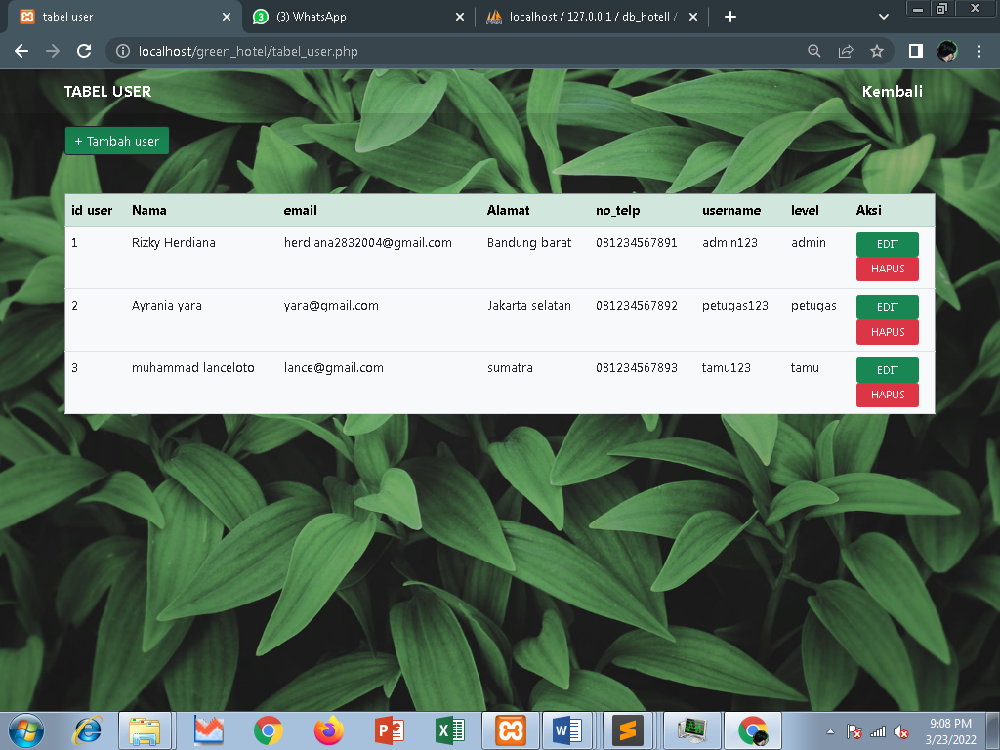 tabel user
(3) WhatsApp
localhost / 127.0.0.1 / db_hotell /
localhost/green_hotel/tabel_user.php
TABEL USER Kembali
+ Tambah user
id user Nama email Alamat no_telp username level Aksi
1 Rizky Herdiana herdiana2832004@gmail.com Bandung barat 081234567891 admin123 admin EDIT
HAPUS
2 Ayrania yara yara@gmail.com Jakarta selatan 081234567892 petugas123 petugas EDIT
HAPUS
3 muhammad lanceloto lance@gmail.com sumatra 081234567893 tamu123 tamu EDIT
HAPUS
9:08 PM
3/23/2022